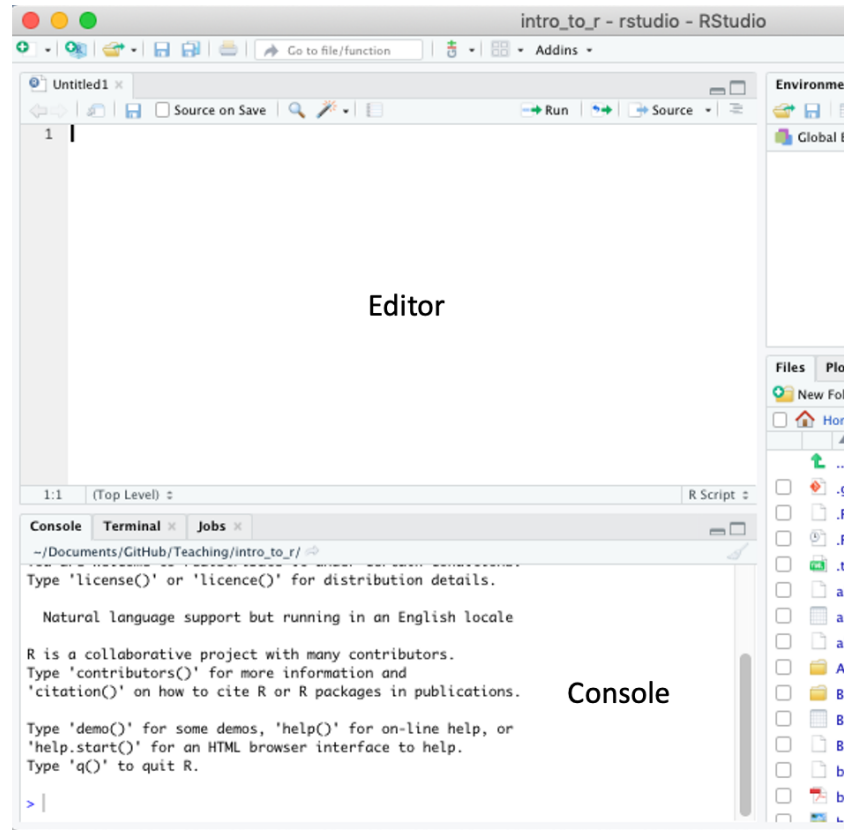 intro_to_r - rstudio - RStudio
Go to file/function
Addins
Untitled1
Source on Save
Run
Source
1
Editor
1:1 (Top Level)
R Script
Console Terminal Jobs
~/Documents/GitHub/Teaching/intro_to_r/
Type 'license()' or 'licence()' for distribution details.
Natural language support but running in an English locale
R is a collaborative project with many contributors.
Type 'contributors()' for more information and
'citation()' on how to cite R or R packages in publications.
Type 'demo()' for some demos, 'help()' for on-line help, or
'help.start()' for an HTML browser interface to help.
Type 'q()' to quit R.
>
Console
Environme
Global E
Files Plo
New Fol
Hor
..